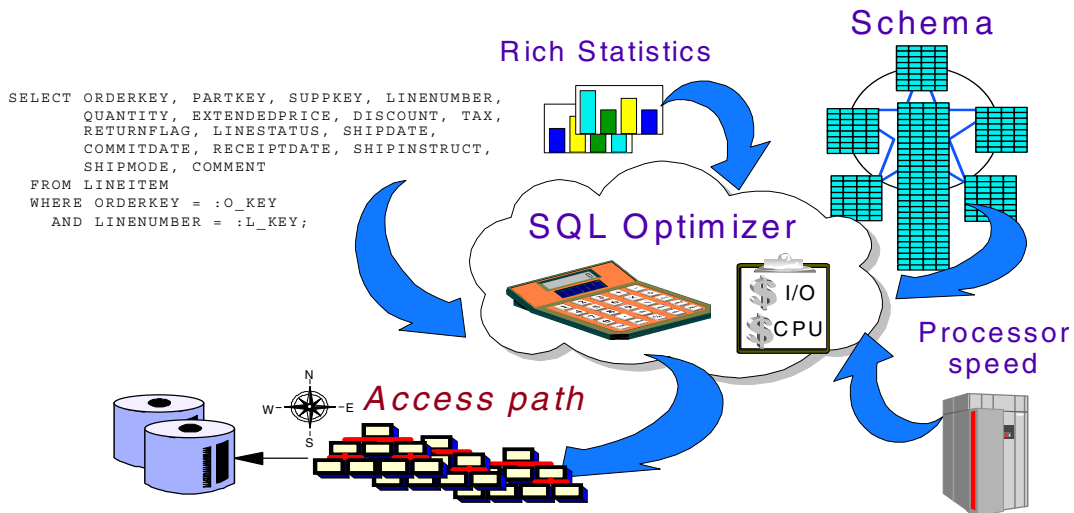 Rich Statistics
Schema
SELECT ORDERKEY, PARTKEY, SUPPKEY, LINENUMBER,
QUANTITY, EXTENDEDPRICE, DISCOUNT, TAX,
RETURNFLAG, LINESTATUS, SHIPDATE,
COMMITDATE, RECEIPTDATE, SHIPINSTRUCT,
SHIPMODE, COMMENT
FROM LINEITEM
WHERE ORDERKEY = :O_KEY
AND LINENUMBER = :L_KEY;
SQL Optimizer
$ I/O
$ CPU
Processor
speed
N
W E
S
Access path